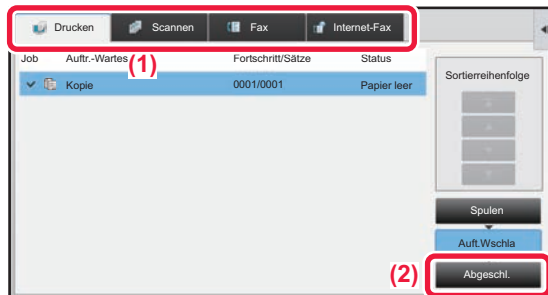 Drucken Scannen Fax Internet-Fax
Job Auftr.-Wartes Fortschritt/Sätze Status
(1)
Kopie 0001/0001 Papier leer
Sortierreihenfolge
Spulen
Auft.Wschla
(2) Abgeschl.